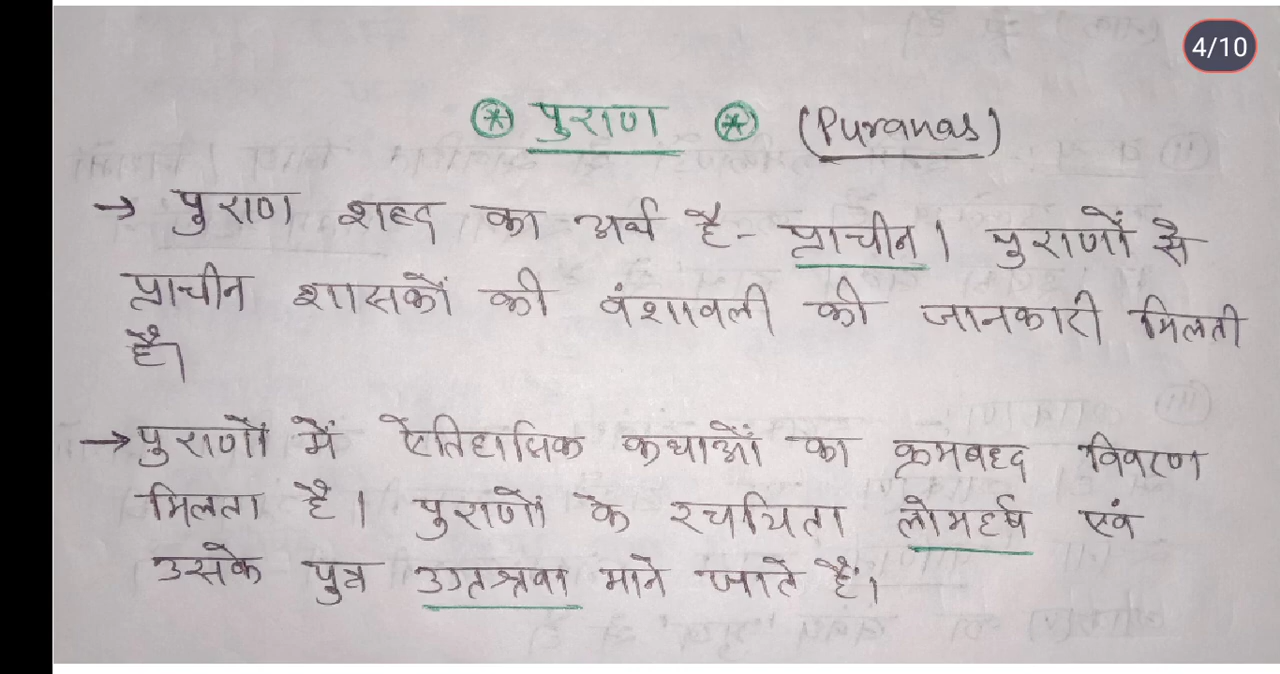 4/10
* पुराण * (Puranas)
→ पुराण शब्द का अर्थ है - प्राचीन। पुराणों से
प्राचीन शासकों की वंशावली की जानकारी मिलती
है।
→ पुराणों में ऐतिहासिक कथाओं का क्रमबद्द विवरण
मिलता है। पुराणों के रचयिता लोमहर्ष एवं
उसके पुत्र उग्रश्रवा माने जाते हैं।